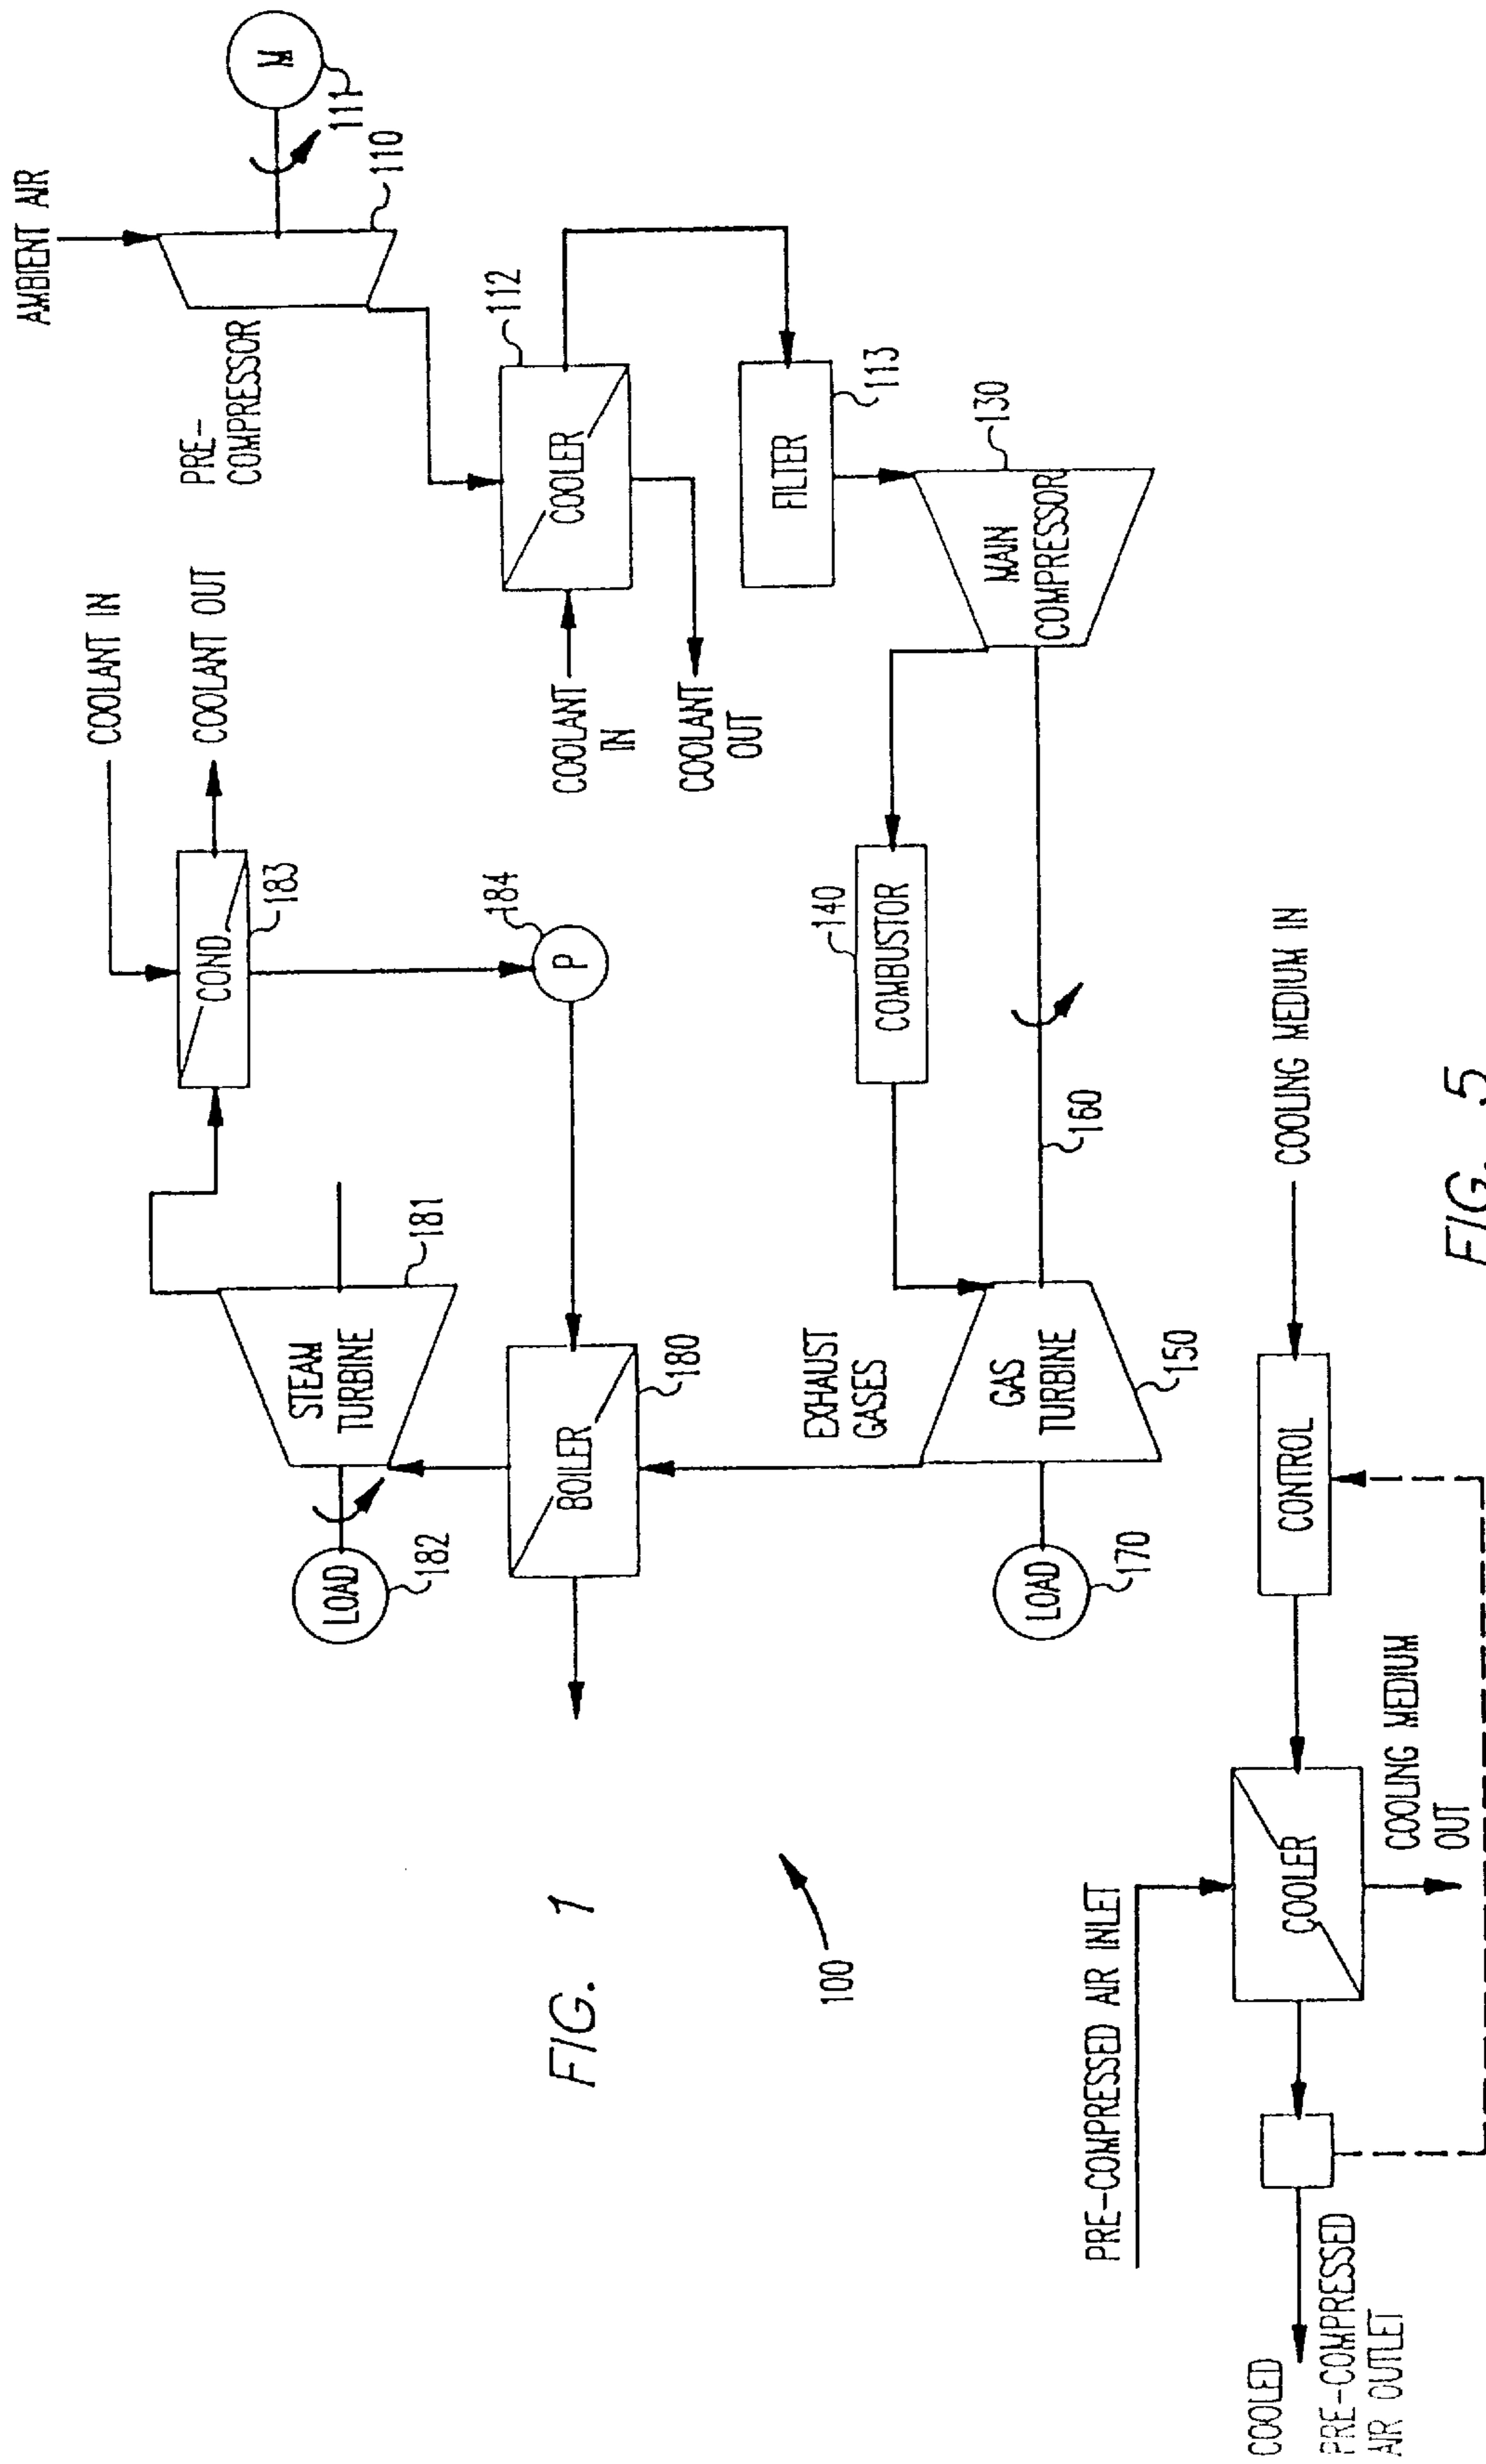 AMBIENT AIR
M
111
110
PRE-
COMPRESSOR
112
COOLER
COOLANT
IN
COOLANT
OUT
FILTER
113
130
MAIN
COMPRESSOR
COOLANT IN
COOLANT OUT
COND.
183
184
P
140
COMBUSTOR
160
STEAM
TURBINE
181
LOAD
182
BOILER
180
EXHAUST
GASES
GAS
TURBINE
150
LOAD
170
FIG. 1
100
COOLING MEDIUM IN
CONTROL
COOLER
COOLING MEDIUM
OUT
PRE-COMPRESSED AIR INLET
COOLED
PRE-COMPRESSED
AIR OUTLET
FIG. 5